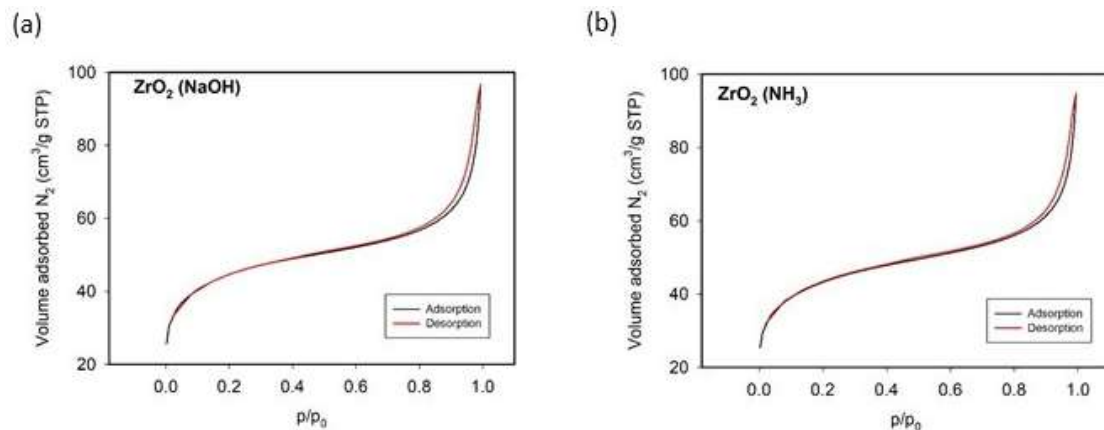 (a)
ZrO₂ (NaOH)
Volume adsorbed N₂ (cm³/g STP)
100
80
60
40
20
0.0 0.2 0.4 0.6 0.8 1.0
p/p₀
Adsorption
Desorption
(b)
ZrO₂ (NH₃)
Volume adsorbed N₂ (cm³/g STP)
100
80
60
40
20
0.0 0.2 0.4 0.6 0.8 1.0
p/p₀
Adsorption
Desorption